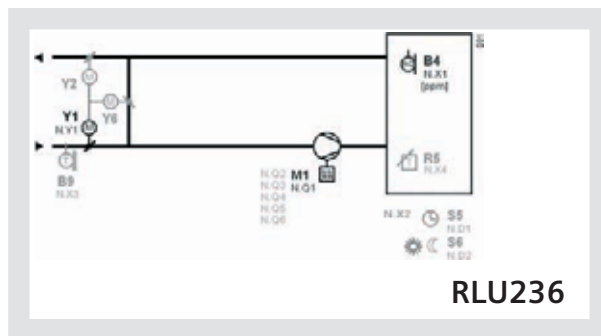 B4
N.X1
[ppm]
Y2
Y6
Y1
N.Y1
B9
N.X3
N.Q2
N.Q3
N.Q4
N.Q5
N.Q6
M1
N.Q1
R5
N.X4
N.X2
S5
N.D1
S6
N.D2
RLU236